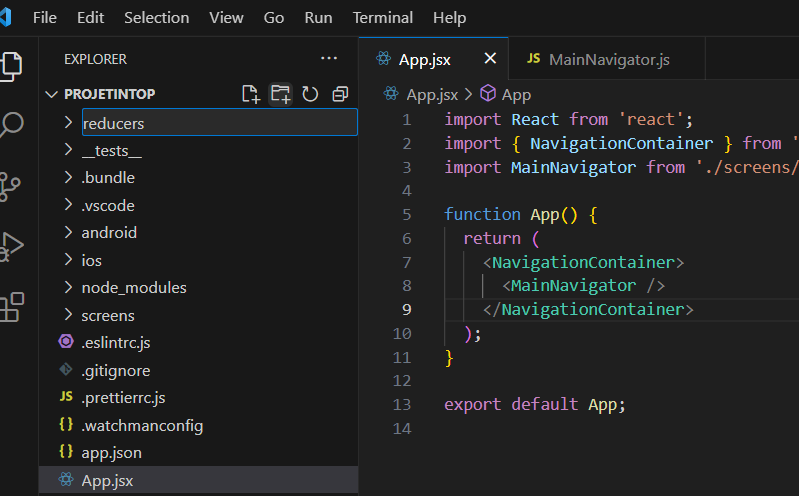 File Edit Selection View Go Run Terminal Help
EXPLORER
PROJETINTOP
reducers
__tests__
.bundle
.vscode
android
ios
node_modules
screens
.eslintrc.js
.gitignore
JS .prettierrc.js
{} .watchmanconfig
{} app.json
App.jsx
App.jsx JS MainNavigator.js
App.jsx > App
1 import React from 'react';
2 import { NavigationContainer } from '
3 import MainNavigator from './screens/
4
5 function App() {
6 return (
7 <NavigationContainer>
8 <MainNavigator />
9 </NavigationContainer>
10 );
11 }
12
13 export default App;
14